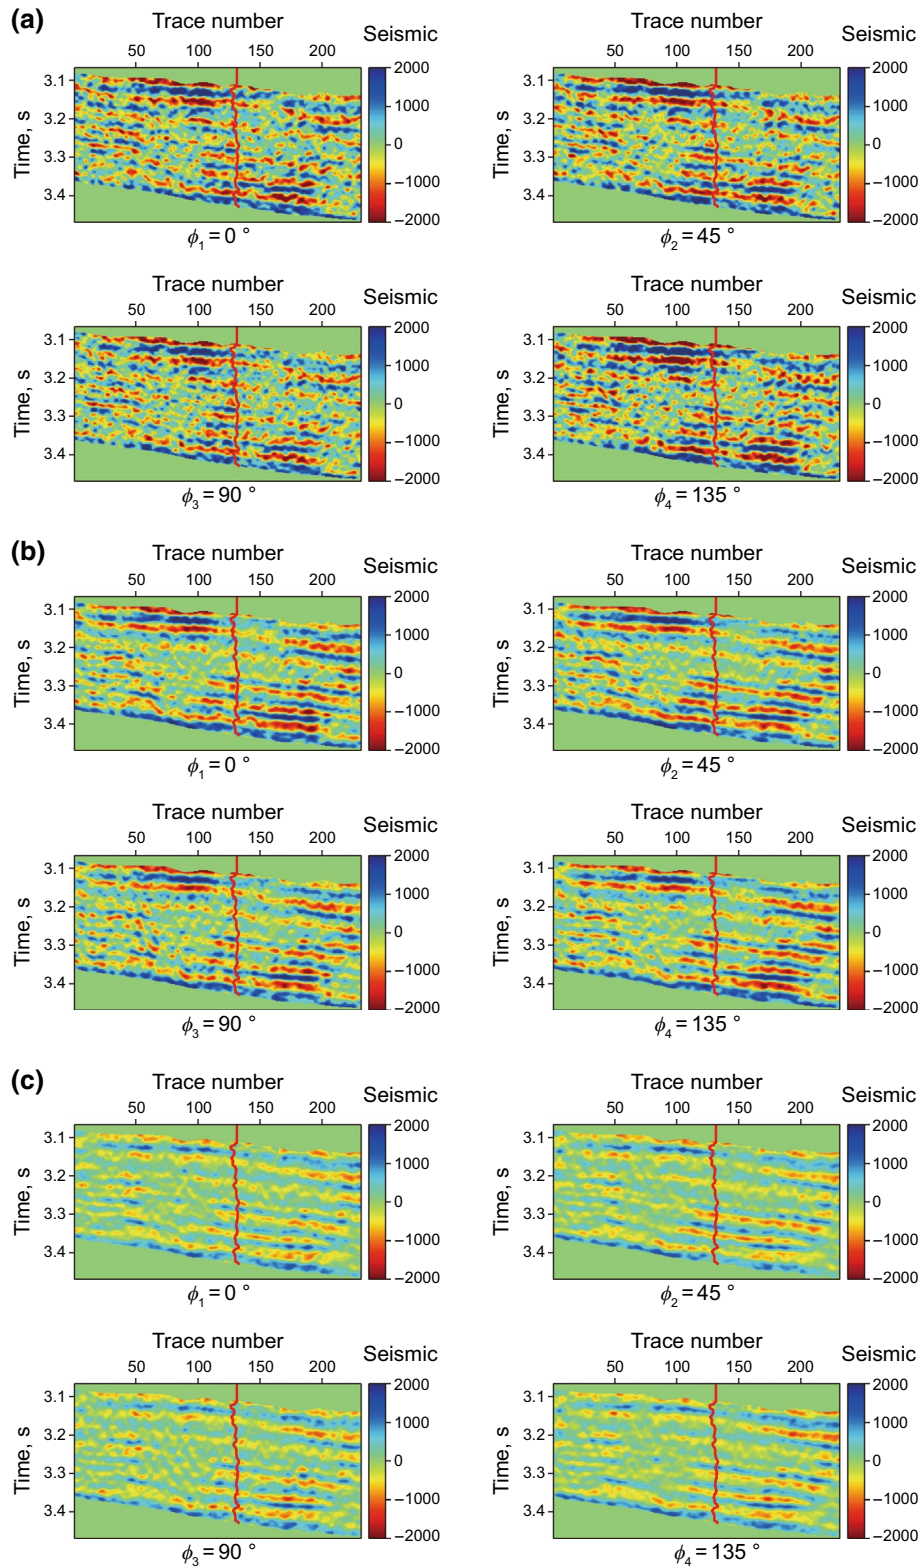 (a)
Trace number Trace number
50 100 150 200 Seismic 50 100 150 200 Seismic
3.1 3.2 3.3 3.4 Time, s 2000 1000 0 −1000 −2000 3.1 3.2 3.3 3.4 Time, s 2000 1000 0 −1000 −2000
ϕ1 = 0 ° ϕ2 = 45 °
Trace number Trace number
50 100 150 200 Seismic 50 100 150 200 Seismic
3.1 3.2 3.3 3.4 Time, s 2000 1000 0 −1000 −2000 3.1 3.2 3.3 3.4 Time, s 2000 1000 0 −1000 −2000
ϕ3 = 90 ° ϕ4 = 135 °
(b)
Trace number Trace number
50 100 150 200 Seismic 50 100 150 200 Seismic
3.1 3.2 3.3 3.4 Time, s 2000 1000 0 −1000 −2000 3.1 3.2 3.3 3.4 Time, s 2000 1000 0 −1000 −2000
ϕ1 = 0 ° ϕ2 = 45 °
Trace number Trace number
50 100 150 200 Seismic 50 100 150 200 Seismic
3.1 3.2 3.3 3.4 Time, s 2000 1000 0 −1000 −2000 3.1 3.2 3.3 3.4 Time, s 2000 1000 0 −1000 −2000
ϕ3 = 90 ° ϕ4 = 135 °
(c)
Trace number Trace number
50 100 150 200 Seismic 50 100 150 200 Seismic
3.1 3.2 3.3 3.4 Time, s 2000 1000 0 −1000 −2000 3.1 3.2 3.3 3.4 Time, s 2000 1000 0 −1000 −2000
ϕ1 = 0 ° ϕ2 = 45 °
Trace number Trace number
50 100 150 200 Seismic 50 100 150 200 Seismic
3.1 3.2 3.3 3.4 Time, s 2000 1000 0 −1000 −2000 3.1 3.2 3.3 3.4 Time, s 2000 1000 0 −1000 −2000
ϕ3 = 90 ° ϕ4 = 135 °